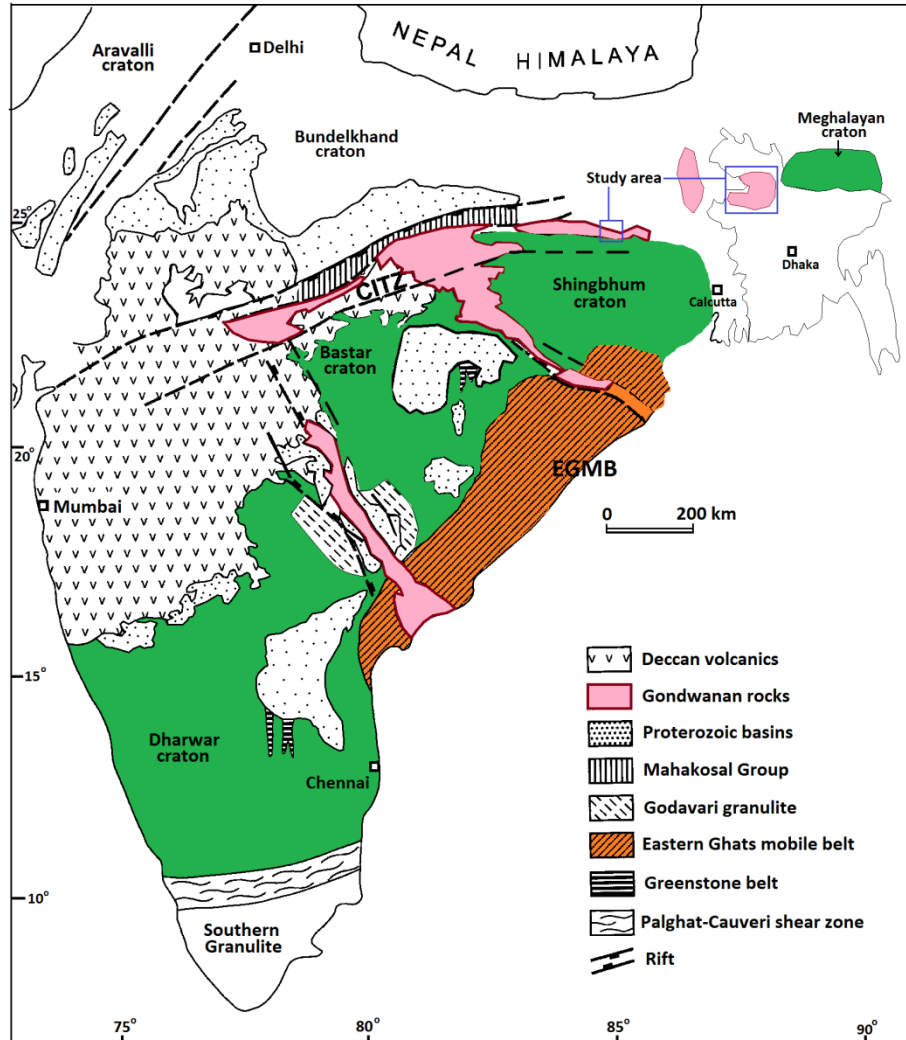 NEPAL HIMALAYA
Aravalli
craton
Delhi
Bundelkhand
craton
Meghalayan
craton
Study area
25°
Dhaka
Shingbhum
craton
Calcutta
CITZ
Bastar
craton
20°
EGMB
Mumbai
0 200 km
15°
Dharwar
craton
Chennai
10°
Southern
Granulite
Deccan volcanics
Gondwanan rocks
Proterozoic basins
Mahakosal Group
Godavari granulite
Eastern Ghats mobile belt
Greenstone belt
Palghat-Cauveri shear zone
Rift
75° 80° 85° 90°